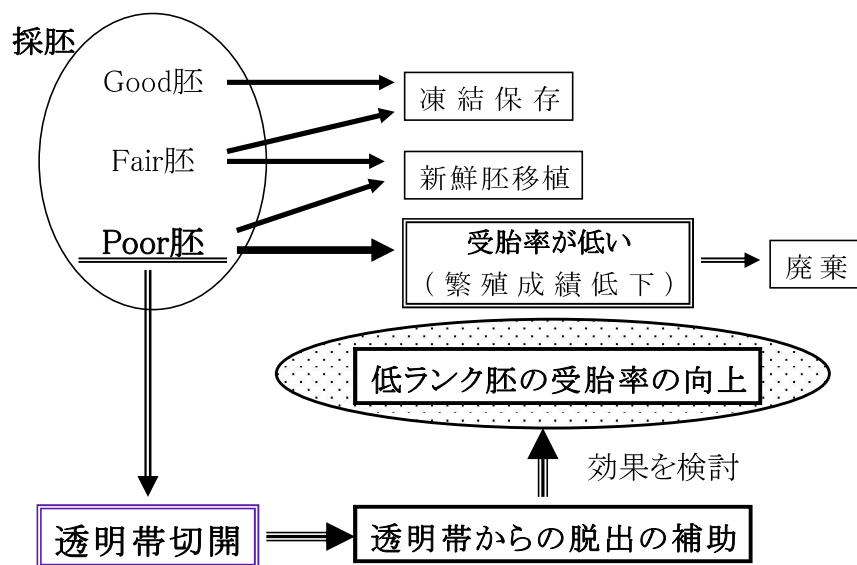 採胚
Good胚
凍結保存
Fair胚
新鮮胚移植
Poor胚
受胎率が低い
(繁殖成績低下)
廃棄
低ランク胚の受胎率の向上
効果を検討
透明帯切開
透明帯からの脱出の補助